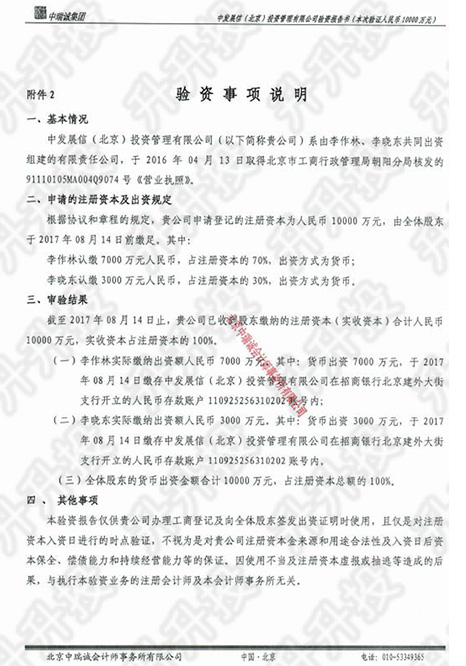 中瑞诚集团
中发展信（北京）投资管理有限公司验资报告书（本次验证人民币10000万元）
附件2
验资事项说明
一、基本情况
中发展信（北京）投资管理有限公司（以下简称贵公司）系由李作林、李晓东共同出资
组建的有限责任公司，于 2016 年 04 月 13 日取得北京市工商行政管理局朝阳分局核发的
91110105MA004Q9074 号《营业执照》。
二、申请的注册资本及出资规定
根据协议和章程的规定，贵公司申请登记的注册资本为人民币 10000 万元，由全体股东
于 2017 年 08 月 14 日前缴足。其中：
李作林认缴 7000 万元人民币，占注册资本的 70%，出资方式为货币；
李晓东认缴 3000 万元人民币，占注册资本的 30%，出资方式为货币。
三、审验结果
截至 2017 年 08 月 14 日止，贵公司已收到股东缴纳的注册资本（实收资本）合计人民币
10000 万元，实收资本占注册资本的 100%。
（一）李作林实际缴纳出资额人民币 7000 万元。其中：货币出资 7000 万元，于 2017
年 08 月 14 日缴存中发展信（北京）投资管理有限公司在招商银行北京建外大街
支行开立的人民币存款账户 110925256310202 账号内；
（二）李晓东实际缴纳出资额人民币 3000 万元。其中：货币出资 3000 万元，于 2017
年 08 月 14 日缴存中发展信（北京）投资管理有限公司在招商银行北京建外大街
支行开立的人民币存款账户 110925256310202 账号内。
（三）全体股东的货币出资金额合计 10000 万元，占注册资本总额的 100%。
四、其他事项
本验资报告仅供贵公司办理工商登记及向全体股东签发出资证明时使用，且仅是对注册
资本入资日进行的时点验证，不视为是对贵公司注册资本金来源和用途合法性及入资日后资
本保全、偿债能力和持续经营能力等的保证。因使用不当及注册资本虚报或抽逃等造成的后
果，与执行本验资业务的注册会计师及本会计师事务所无关。
北京中瑞诚会计师事务所有限公司
北京中瑞诚会计师事务所有限公司
中国·北京
电话：010-53349365